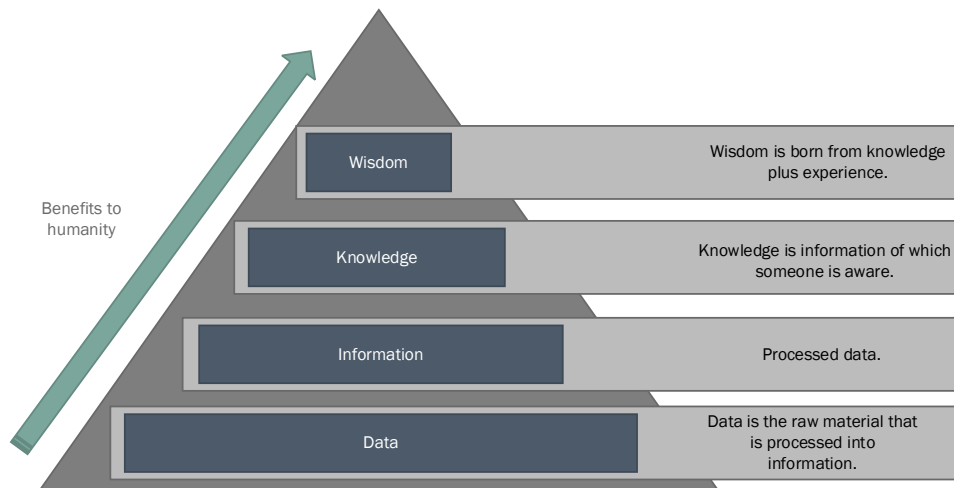 Wisdom
Wisdom is born from knowledge
plus experience.
Benefits to
humanity
Knowledge
Knowledge is information of which
someone is aware.
Information
Processed data.
Data
Data is the raw material that
is processed into
information.